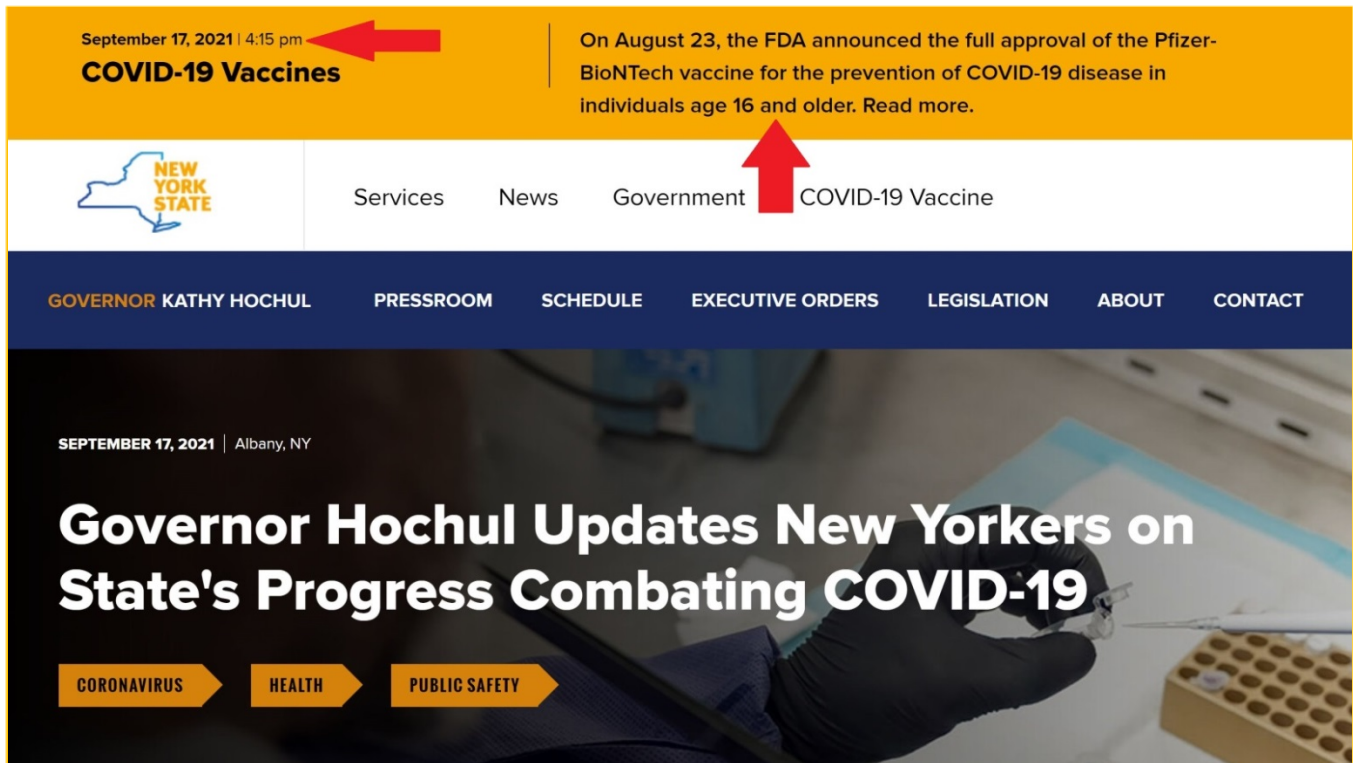 September 17, 2021 | 4:15 pm
COVID-19 Vaccines
On August 23, the FDA announced the full approval of the Pfizer-
BioNTech vaccine for the prevention of COVID-19 disease in
individuals age 16 and older. Read more.
NEW
YORK
STATE
Services News Government COVID-19 Vaccine
GOVERNOR KATHY HOCHUL PRESSROOM SCHEDULE EXECUTIVE ORDERS LEGISLATION ABOUT CONTACT
SEPTEMBER 17, 2021 | Albany, NY
Governor Hochul Updates New Yorkers on
State's Progress Combating COVID-19
CORONAVIRUS HEALTH PUBLIC SAFETY